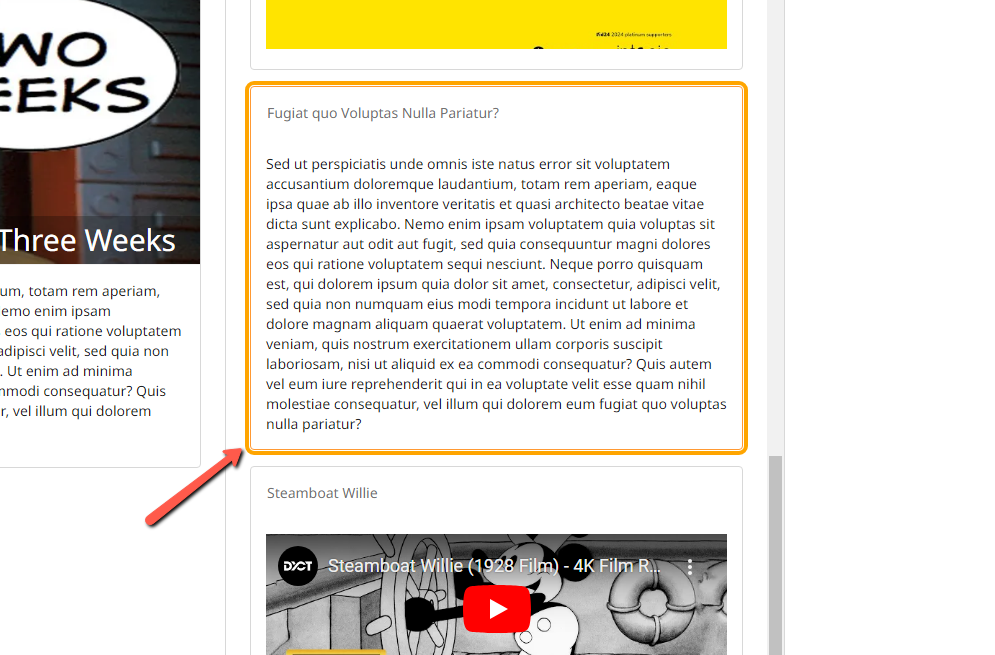 WO
EEKS
Three Weeks
um, totam rem aperiam,
emo enim ipsam
eos qui ratione voluptatem
adipisci velit, sed quia non
. Ut enim ad minima
mmodi consequatur? Quis
r, vel illum qui dolorem
iFid24 2024 platinum supporters
Fugiat quo Voluptas Nulla Pariatur?
Sed ut perspiciatis unde omnis iste natus error sit voluptatem
accusantium doloremque laudantium, totam rem aperiam, eaque
ipsa quae ab illo inventore veritatis et quasi architecto beatae vitae
dicta sunt explicabo. Nemo enim ipsam voluptatem quia voluptas sit
aspernatur aut odit aut fugit, sed quia consequuntur magni dolores
eos qui ratione voluptatem sequi nesciunt. Neque porro quisquam
est, qui dolorem ipsum quia dolor sit amet, consectetur, adipisci velit,
sed quia non numquam eius modi tempora incidunt ut labore et
dolore magnam aliquam quaerat voluptatem. Ut enim ad minima
veniam, quis nostrum exercitationem ullam corporis suscipit
laboriosam, nisi ut aliquid ex ea commodi consequatur? Quis autem
vel eum iure reprehenderit qui in ea voluptate velit esse quam nihil
molestiae consequatur, vel illum qui dolorem eum fugiat quo voluptas
nulla pariatur?
Steamboat Willie
Steamboat Willie (1928 Film) - 4K Film R...